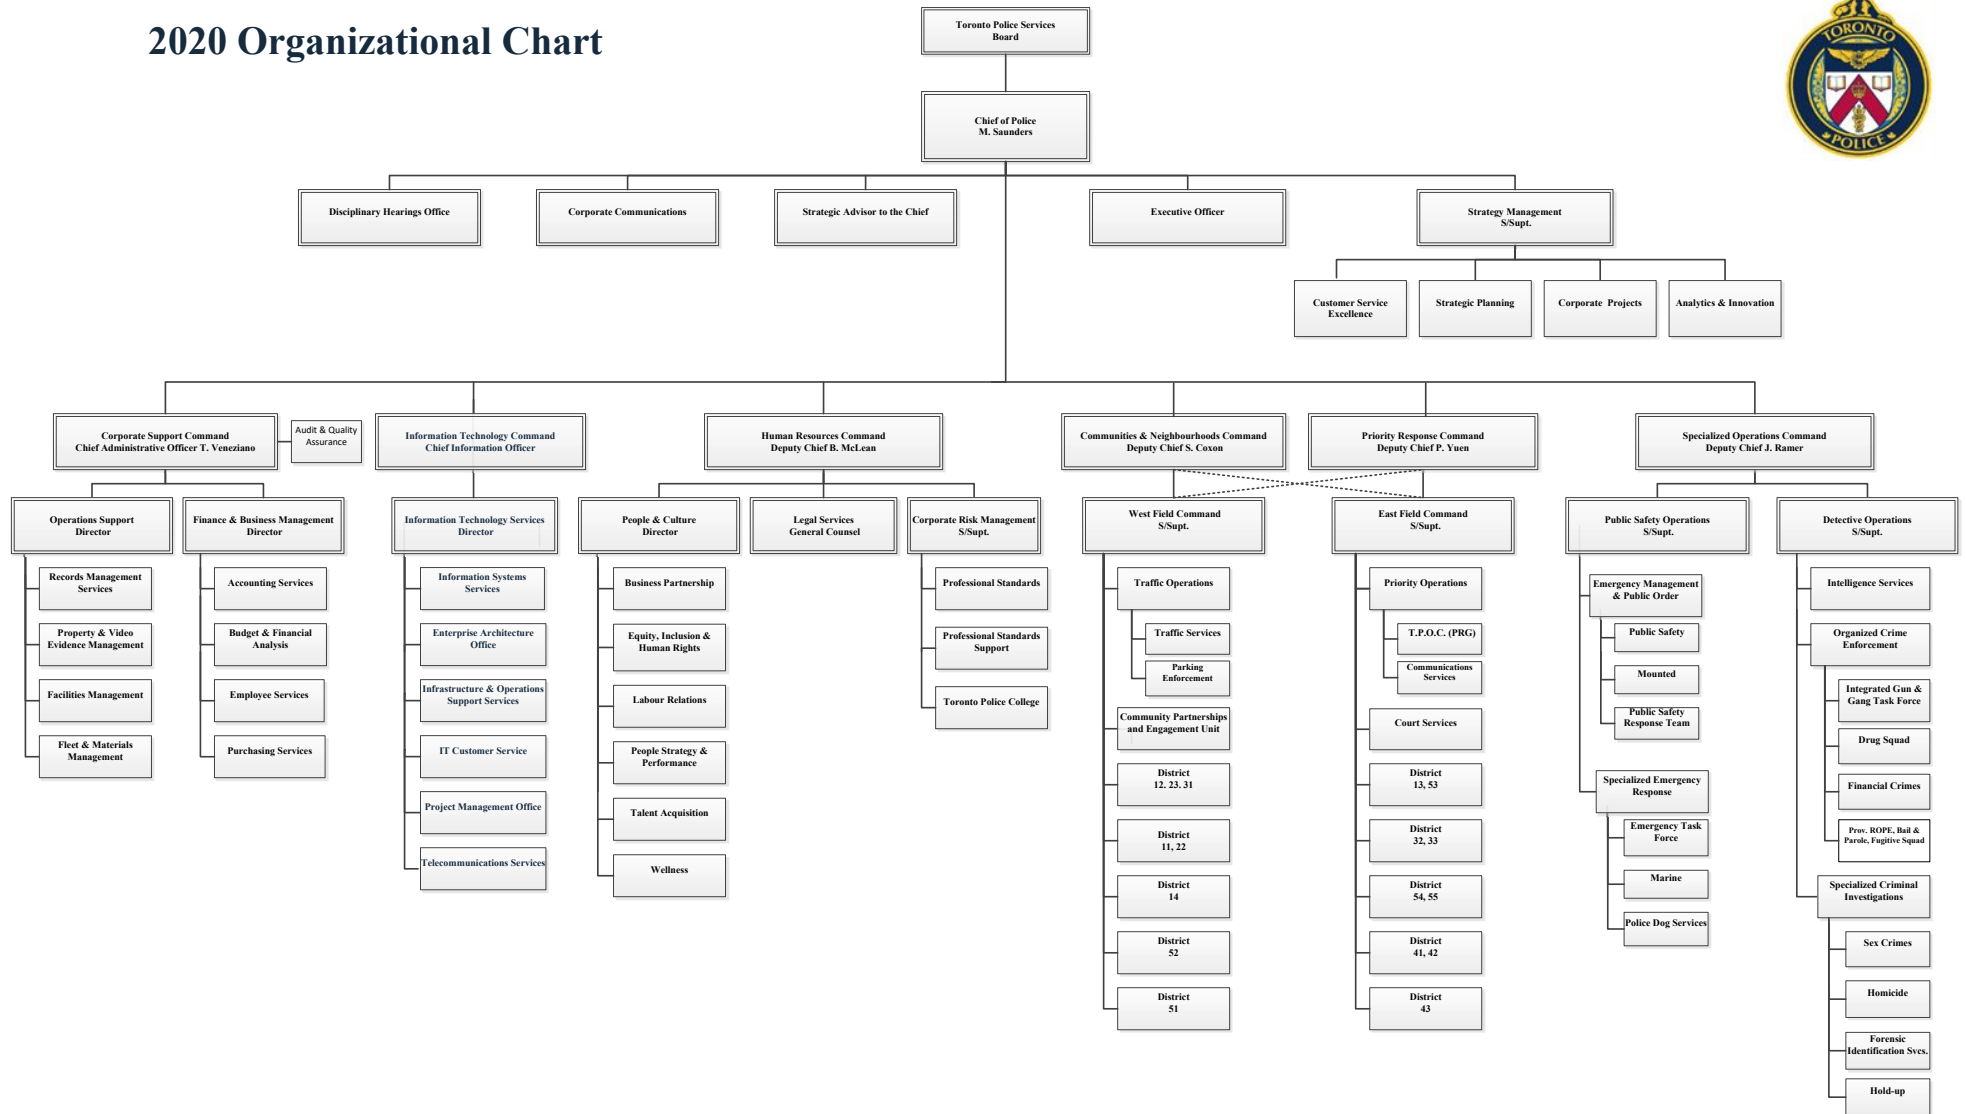 2020 Organizational Chart
Toronto Police Services
Board
TORONTO
POLICE
Chief of Police
M. Saunders
Disciplinary Hearings Office
Corporate Communications
Strategic Advisor to the Chief
Executive Officer
Strategy Management
S/Supt.
Customer Service
Excellence
Strategic Planning
Corporate Projects
Analytics & Innovation
Corporate Support Command
Chief Administrative Officer T. Veneziano
Audit & Quality
Assurance
Information Technology Command
Chief Information Officer
Human Resources Command
Deputy Chief B. McLean
Communities & Neighbourhoods Command
Deputy Chief S. Coxon
Priority Response Command
Deputy Chief P. Yuen
Specialized Operations Command
Deputy Chief J. Ramer
Operations Support
Director
Records Management
Services
Property & Video
Evidence Management
Facilities Management
Fleet & Materials
Management
Finance & Business Management
Director
Accounting Services
Budget & Financial
Analysis
Employee Services
Purchasing Services
Information Technology Services
Director
Information Systems
Services
Enterprise Architecture
Office
Infrastructure & Operations
Support Services
IT Customer Service
Project Management Office
Telecommunications Services
People & Culture
Director
Business Partnership
Equity, Inclusion &
Human Rights
Labour Relations
People Strategy &
Performance
Talent Acquisition
Wellness
Legal Services
General Counsel
Corporate Risk Management
S/Supt.
Professional Standards
Professional Standards
Support
Toronto Police College
West Field Command
S/Supt.
Traffic Operations
Traffic Services
Parking
Enforcement
Community Partnerships
and Engagement Unit
District
12. 23. 31
District
11, 22
District
14
District
52
District
51
East Field Command
S/Supt.
Priority Operations
T.P.O.C. (PRG)
Communications
Services
Court Services
District
13, 53
District
32, 33
District
54, 55
District
41, 42
District
43
Public Safety Operations
S/Supt.
Emergency Management
& Public Order
Public Safety
Mounted
Public Safety
Response Team
Specialized Emergency
Response
Emergency Task
Force
Marine
Police Dog Services
Detective Operations
S/Supt.
Intelligence Services
Organized Crime
Enforcement
Integrated Gun &
Gang Task Force
Drug Squad
Financial Crimes
Prov. ROPE, Bail &
Parole, Fugitive Squad
Specialized Criminal
Investigations
Sex Crimes
Homicide
Forensic
Identification Svcs.
Hold-up